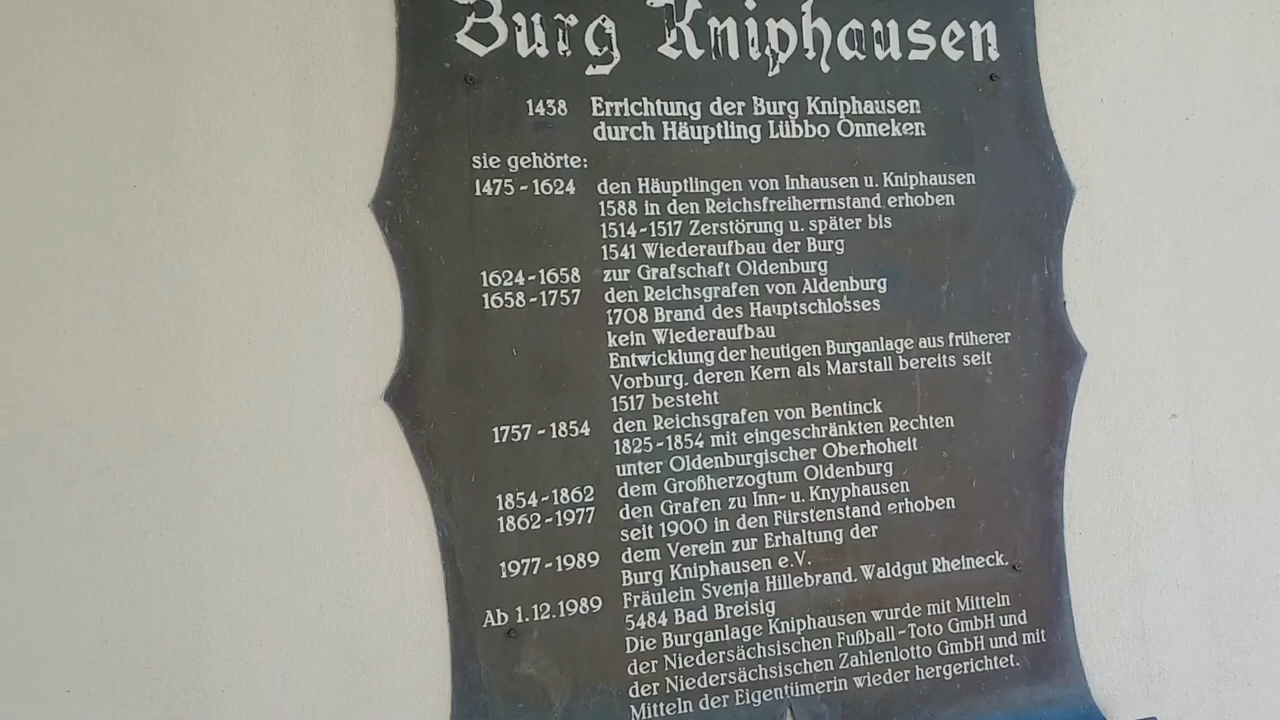 Burg Kniphausen
1438 Errichtung der Burg Kniphausen
durch Häuptling Lübbo Onneken
sie gehörte:
1475-1624 den Häuptlingen von Inhausen u. Kniphausen
1588 in den Reichsfreiherrnstand erhoben
1514-1517 Zerstörung u. später bis
1541 Wiederaufbau der Burg
1624-1658 zur Grafschaft Oldenburg
1658-1757 den Reichsgrafen von Aldenburg
1708 Brand des Hauptschlosses
kein Wiederaufbau
Entwicklung der heutigen Burganlage aus früherer
Vorburg, deren Kern als Marstall bereits seit
1517 besteht
1757-1854 den Reichsgrafen von Bentinck
1825-1854 mit eingeschränkten Rechten
unter Oldenburgischer Oberhoheit
1854-1862 dem Großherzogtum Oldenburg
1862-1977 den Grafen zu Inn- u. Knyphausen
seit 1900 in den Fürstenstand erhoben
1977-1989 dem Verein zur Erhaltung der
Burg Kniphausen e.V.
Ab 1.12.1989 Fräulein Svenja Hillebrand, Waldgut Rheineck,
5484 Bad Breisig
Die Burganlage Kniphausen wurde mit Mitteln
der Niedersächsischen Fußball-Toto GmbH und
der Niedersächsischen Zahlenlotto GmbH und mit
Mitteln der Eigentümerin wieder hergerichtet.